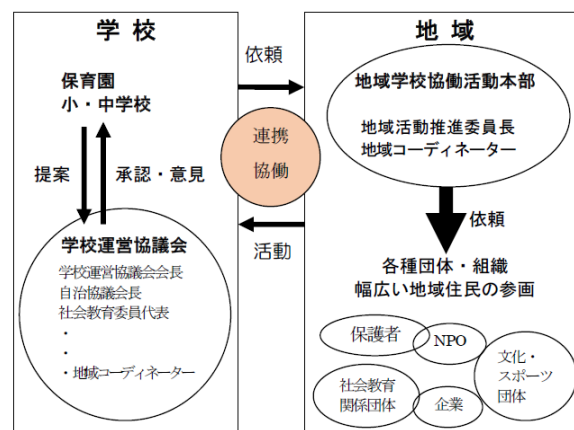 学校
保育園
小・中学校
提案
承認・意見
学校運営協議会
学校運営協議会会長
自治協議会長
社会教育委員代表
・
・
・地域コーディネーター
依頼
連携
協働
活動
地域
地域学校協働活動本部
地域活動推進委員長
地域コーディネーター
依頼
各種団体・組織
幅広い地域住民の参画
保護者
NPO
文化・
スポーツ
団体
社会教育
関係団体
企業